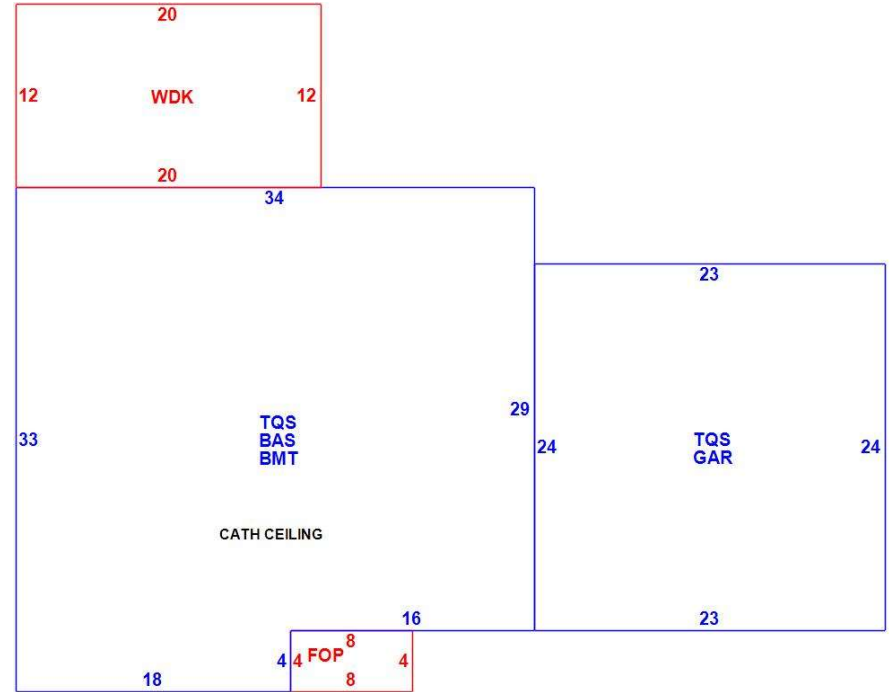 20
12 WDK 12
20
34
23
29
33 TQS 24 TQS 24
BAS GAR
BMT
CATH CEILING
16 23
8
4 4 FOP 4
18 8